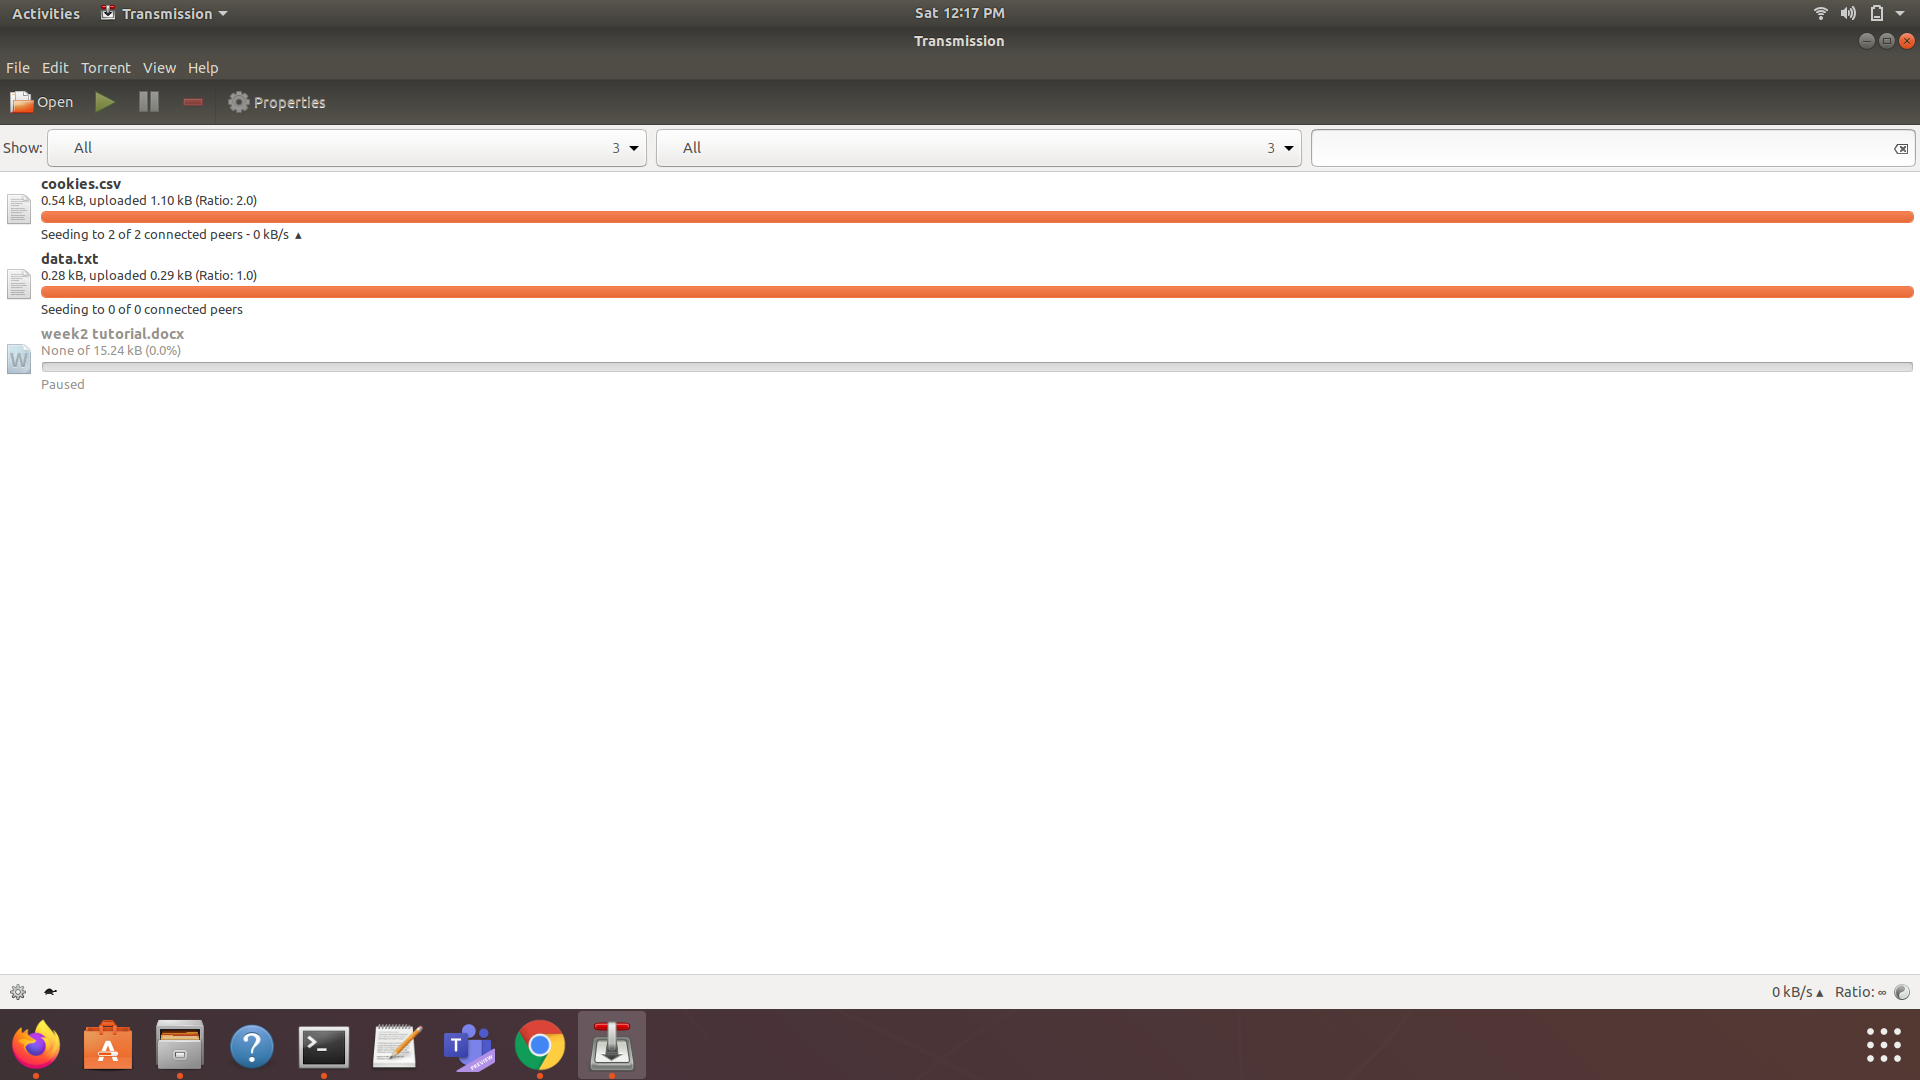 Activities Transmission Sat 12:17 PM
Transmission
File Edit Torrent View Help
Open Properties
Show: All 3 All 3
cookies.csv
0.54 kB, uploaded 1.10 kB (Ratio: 2.0)
Seeding to 2 of 2 connected peers - 0 kB/s ▲
data.txt
0.28 kB, uploaded 0.29 kB (Ratio: 1.0)
Seeding to 0 of 0 connected peers
W
week2 tutorial.docx
None of 15.24 kB (0.0%)
Paused
0 kB/s ▲ Ratio: ∞
A ? >_ T PREVIEW